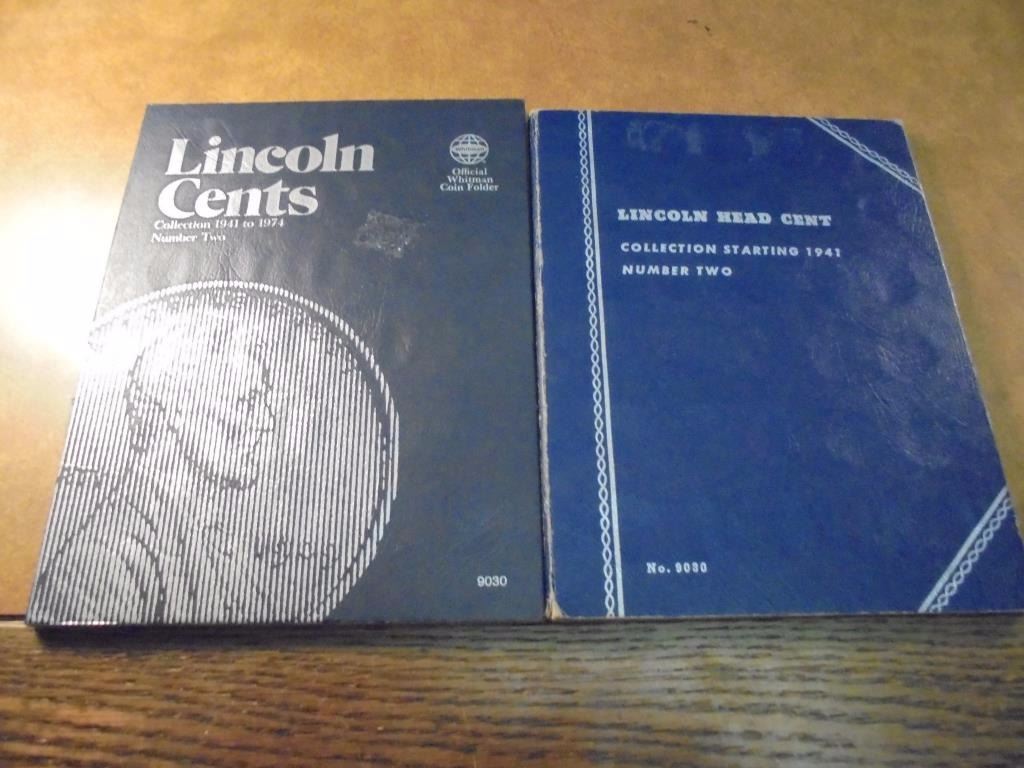 Lincoln
Cents
Collection 1941 to 1974
Number Two
Whitman
Official
Whitman
Coin Folder
9030
LINCOLN HEAD CENT
COLLECTION STARTING 1941
NUMBER TWO
No. 9030